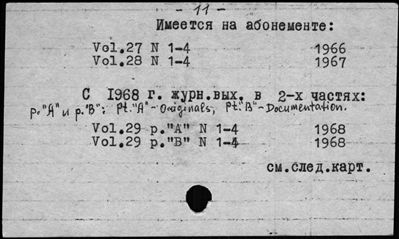 - 11 -
Имеется на абонементе:
Vol.27 N 1-4 1966
Vol.28 N 1-4 1967
С 1968 г. журн.вых. в 2-х частях:
р."А" и р."В"; Pt."A"-Originals, Pt."B"-Documentation.
Vol.29 p."A" N 1-4 1968
Vol.29 p."B" N 1-4 1968
см.след.карт.